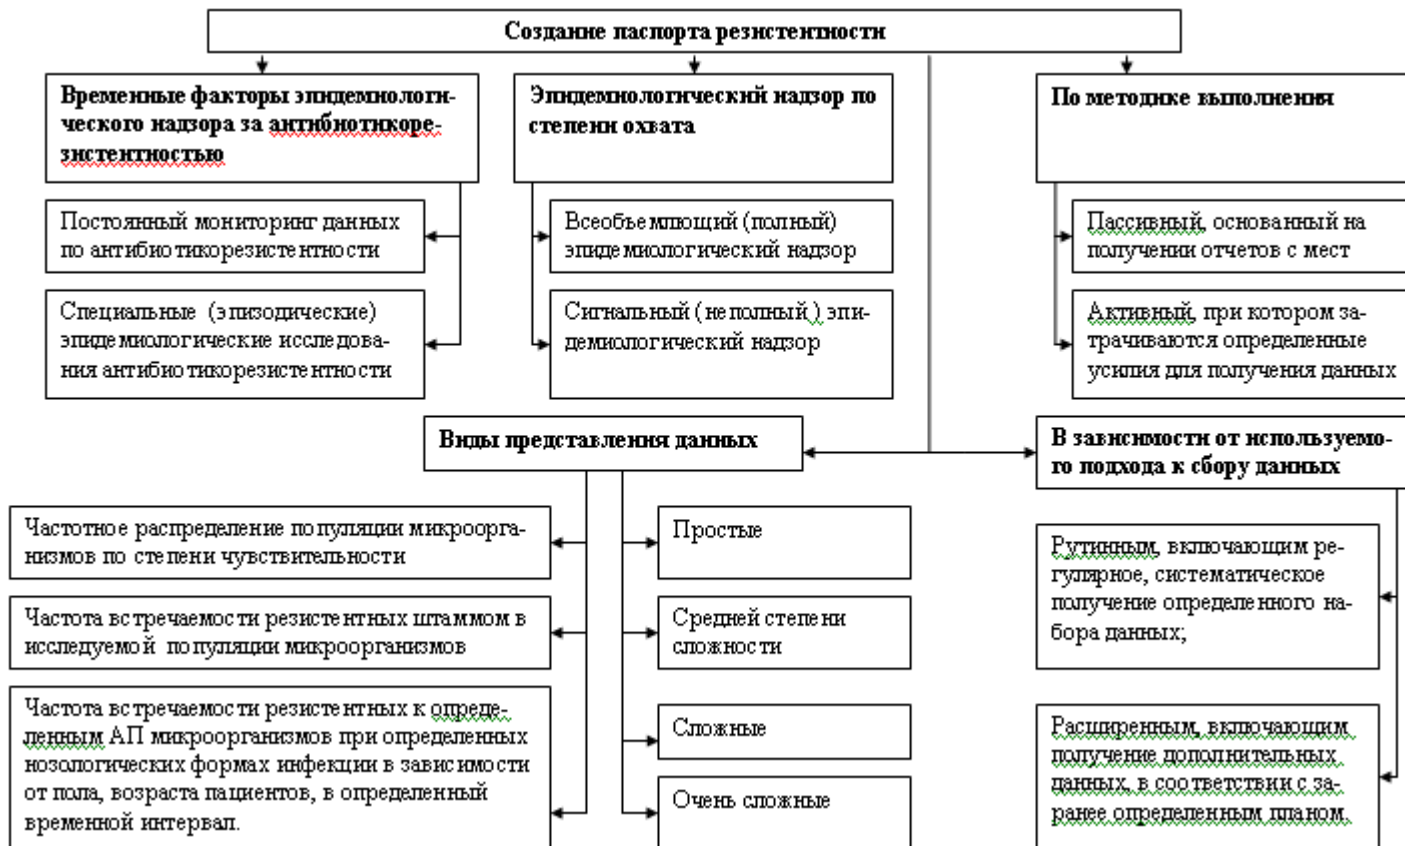 Создание паспорта резистентности
Временные факторы эпидемиологи-
ческого надзора за антибиотикоре-
зистентностью
Постоянный мониторинг данных
по антибиотикорезистентности
Специальные (эпизодические)
эпидемиологические исследова-
ния антибиотикорезистентности
Эпидемиологический надзор по
степени охвата
Всеобъемлющий (полный)
эпидемиологический надзор
Сигнальный (неполный) эпи-
демиологический надзор
По методике выполнения
Пассивный, основанный на
получении отчетов с мест
Активный, при котором за-
трачиваются определенные
усилия для получения данных
Виды представления данных
Частотное распределение популяции микроорга-
низмов по степени чувствительности
Частота встречаемости резистентных штаммом в
исследуемой популяции микроорганизмов
Частота встречаемости резистентных к опреде-
ленным АП микроорганизмов при определенных
нозологических формах инфекции в зависимости
от пола, возраста пациентов, в определенный
временной интервал.
Простые
Средней степени
сложности
Сложные
Очень сложные
В зависимости от используемо-
го подхода к сбору данных
Рутинным, включающим ре-
гулярное, систематическое
получение определенного на-
бора данных;
Расширенным, включающим
получение дополнительных
данных, в соответствии с за-
ранее определенным планом.